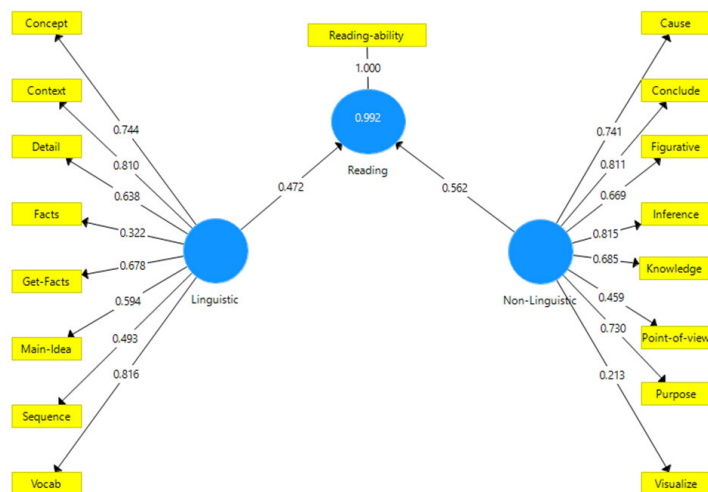 Concept
Reading-ability
Cause
1.000
Context
Conclude
0.992
0.744
0.741
Detail
Figurative
0.810
0.811
Reading
0.638
0.472
0.562
0.669
Facts
Inference
0.322
0.815
0.678
0.685
Get-Facts
Knowledge
0.594
Linguistic
Non-Linguistic
0.459
0.493
0.730
Main-Idea
Point-of-view
0.816
0.213
Sequence
Purpose
Vocab
Visualize